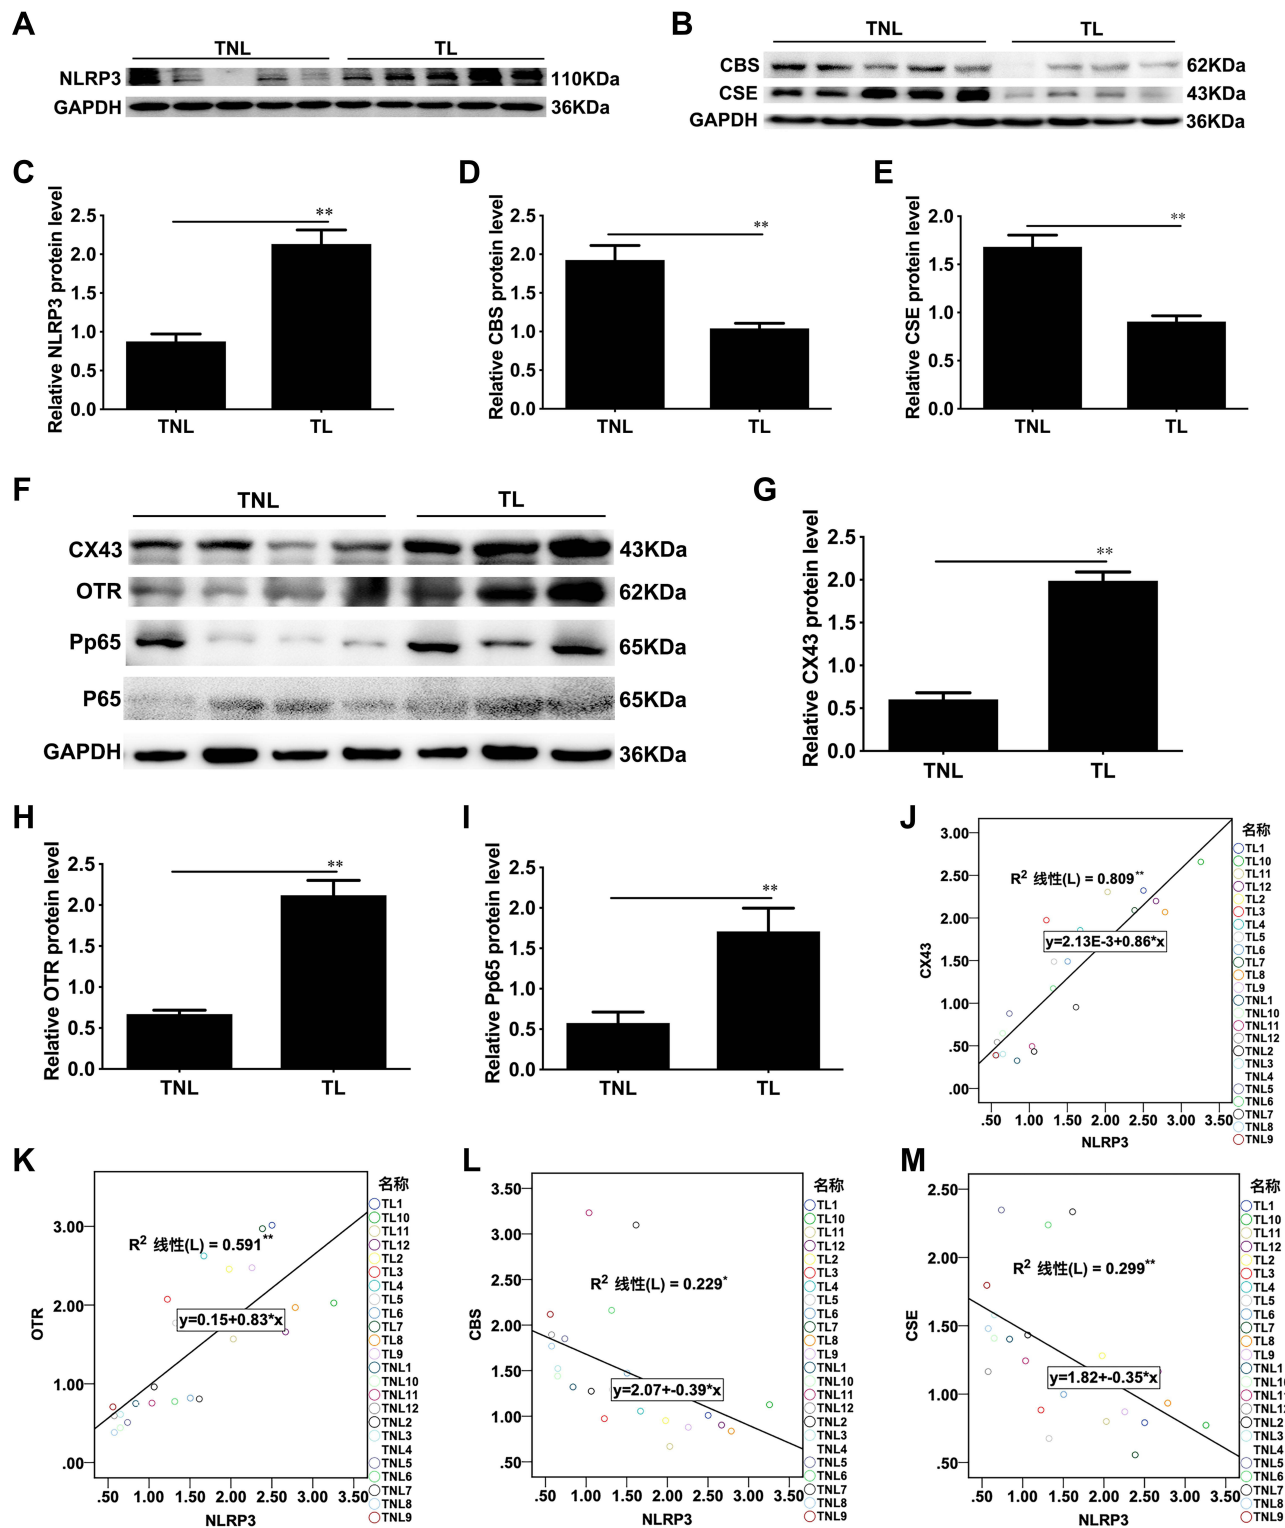 A
TNL TL
NLRP3 110KDa
GAPDH 36KDa
B
TNL TL
CBS 62KDa
CSE 43KDa
GAPDH 36KDa
C
Relative NLRP3 protein level
2.5
2.0
1.5
1.0
0.5
0.0
**
TNL TL
D
Relative CBS protein level
2.5
2.0
1.5
1.0
0.5
0.0
**
TNL TL
E
Relative CSE protein level
2.0
1.5
1.0
0.5
0.0
**
TNL TL
F
TNL TL
CX43 43KDa
OTR 62KDa
Pp65 65KDa
P65 65KDa
GAPDH 36KDa
G
Relative CX43 protein level
2.5
2.0
1.5
1.0
0.5
0.0
**
TNL TL
H
Relative OTR protein level
2.5
2.0
1.5
1.0
0.5
0.0
**
TNL TL
I
Relative Pp65 protein level
2.5
2.0
1.5
1.0
0.5
0.0
**
TNL TL
J
CX43
3.00
2.50
2.00
1.50
1.00
.50
.00
R² 线性(L) = 0.809**
y=2.13E-3+0.86*x
.50 1.00 1.50 2.00 2.50 3.00 3.50
NLRP3
名称
TL1
TL10
TL11
TL12
TL2
TL3
TL4
TL5
TL6
TL7
TL8
TL9
TNL1
TNL10
TNL11
TNL12
TNL2
TNL3
TNL4
TNL5
TNL6
TNL7
TNL8
TNL9
K
OTR
3.00
2.00
1.00
.00
R² 线性(L) = 0.591**
y=0.15+0.83*x
.50 1.00 1.50 2.00 2.50 3.00 3.50
NLRP3
名称
TL1
TL10
TL11
TL12
TL2
TL3
TL4
TL5
TL6
TL7
TL8
TL9
TNL1
TNL10
TNL11
TNL12
TNL2
TNL3
TNL4
TNL5
TNL6
TNL7
TNL8
TNL9
L
CBS
3.50
3.00
2.50
2.00
1.50
1.00
.50
R² 线性(L) = 0.229*
y=2.07+-0.39*x
.50 1.00 1.50 2.00 2.50 3.00 3.50
NLRP3
名称
TL1
TL10
TL11
TL12
TL2
TL3
TL4
TL5
TL6
TL7
TL8
TL9
TNL1
TNL10
TNL11
TNL12
TNL2
TNL3
TNL4
TNL5
TNL6
TNL7
TNL8
TNL9
M
CSE
2.50
2.00
1.50
1.00
.50
R² 线性(L) = 0.299**
y=1.82+-0.35*x
.50 1.00 1.50 2.00 2.50 3.00 3.50
NLRP3
名称
TL1
TL10
TL11
TL12
TL2
TL3
TL4
TL5
TL6
TL7
TL8
TL9
TNL1
TNL10
TNL11
TNL12
TNL2
TNL3
TNL4
TNL5
TNL6
TNL7
TNL8
TNL9